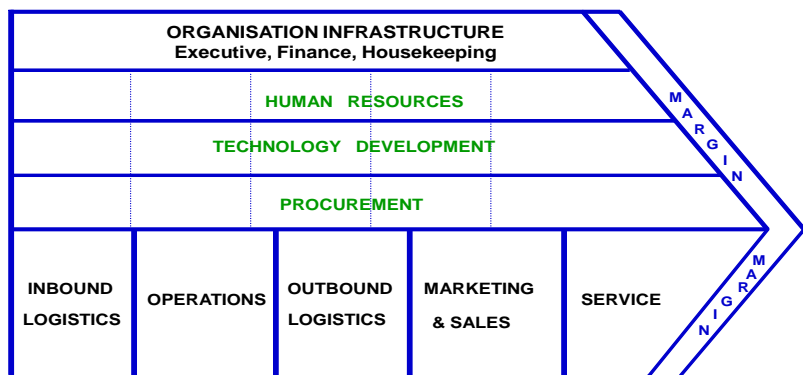 ORGANISATION INFRASTRUCTURE
Executive, Finance, Housekeeping
HUMAN RESOURCES
TECHNOLOGY DEVELOPMENT
PROCUREMENT
MARGIN
INBOUND
LOGISTICS
OPERATIONS
OUTBOUND
LOGISTICS
MARKETING
& SALES
SERVICE
MARGIN